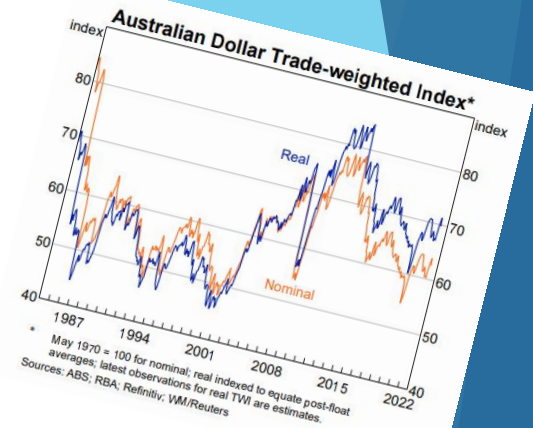 Australian Dollar Trade-weighted Index*
index
index
80
80
70
70
60
60
50
50
40
40
Real
Nominal
1987
1994
2001
2008
2015
2022
* May 1970 = 100 for nominal; real indexed to equate post-float
averages; latest observations for real TWI are estimates.
Sources: ABS; RBA; Refinitiv; WM/Reuters